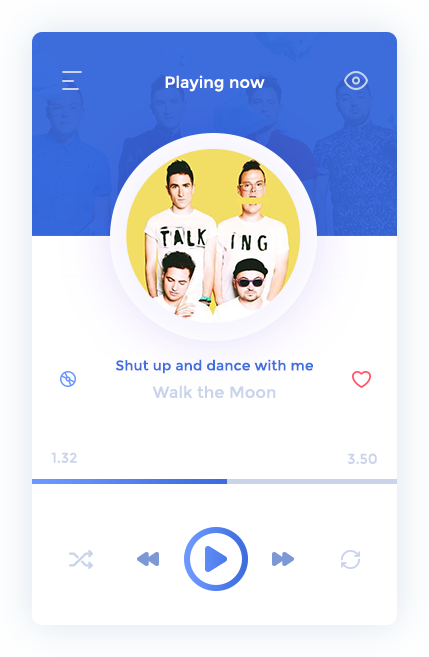 Playing now
TALK ING
Shut up and dance with me
Walk the Moon
1.32
3.50